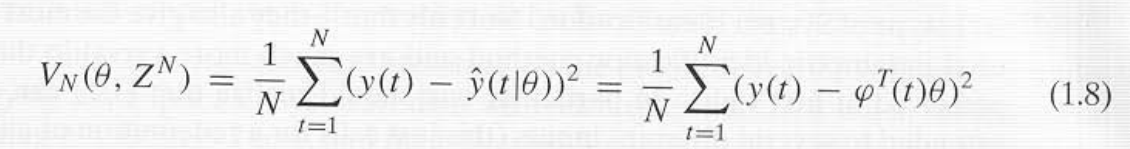 V_N(θ, Z^N) = \frac{1}{N} \sum_{t=1}^{N} (y(t) − ŷ(t|θ))^2 = \frac{1}{N} \sum_{t=1}^{N} (y(t) − φ^T(t)θ)^2 (1.8)